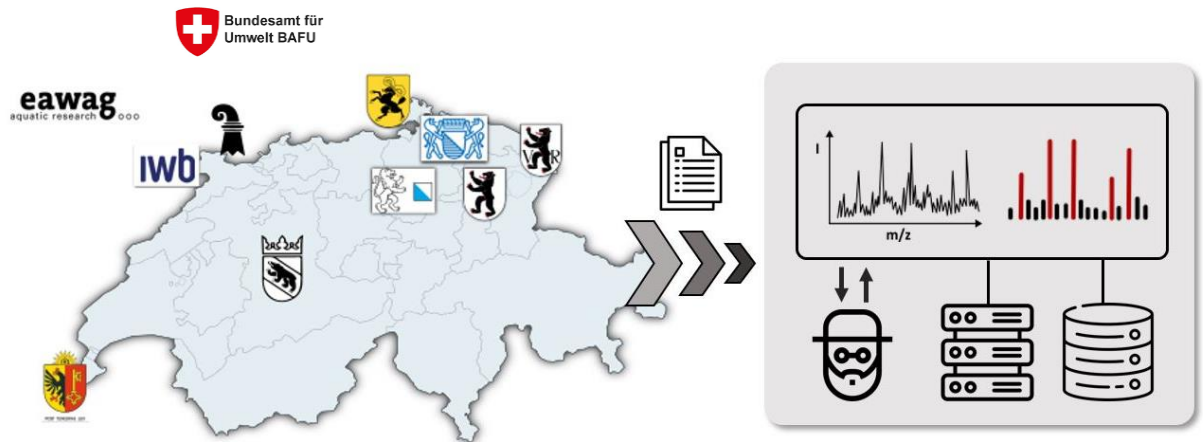 Bundesamt für
Umwelt BAFU
eawag
aquatic research
iwb
V R
I
m/z